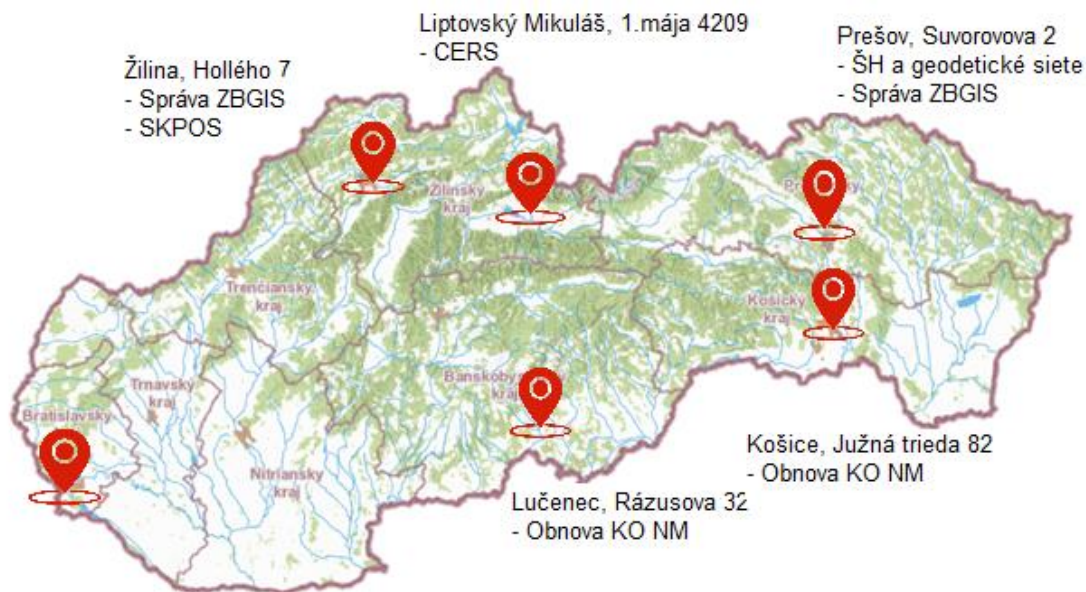 Liptovský Mikuláš, 1.mája 4209
- CERS
Žilina, Hollého 7
- Správa ZBGIS
- SKPOS
Prešov, Suvorovova 2
- ŠH a geodetické siete
- Správa ZBGIS
Žilinsky
kraj
Trenčiansky
kraj
Košický
kraj
Trnavský
kraj
kraj
Bratislavský
Nitriansky
kraj
Košice, Južná trieda 82
- Obnova KO NM
Lučenec, Rázusova 32
- Obnova KO NM